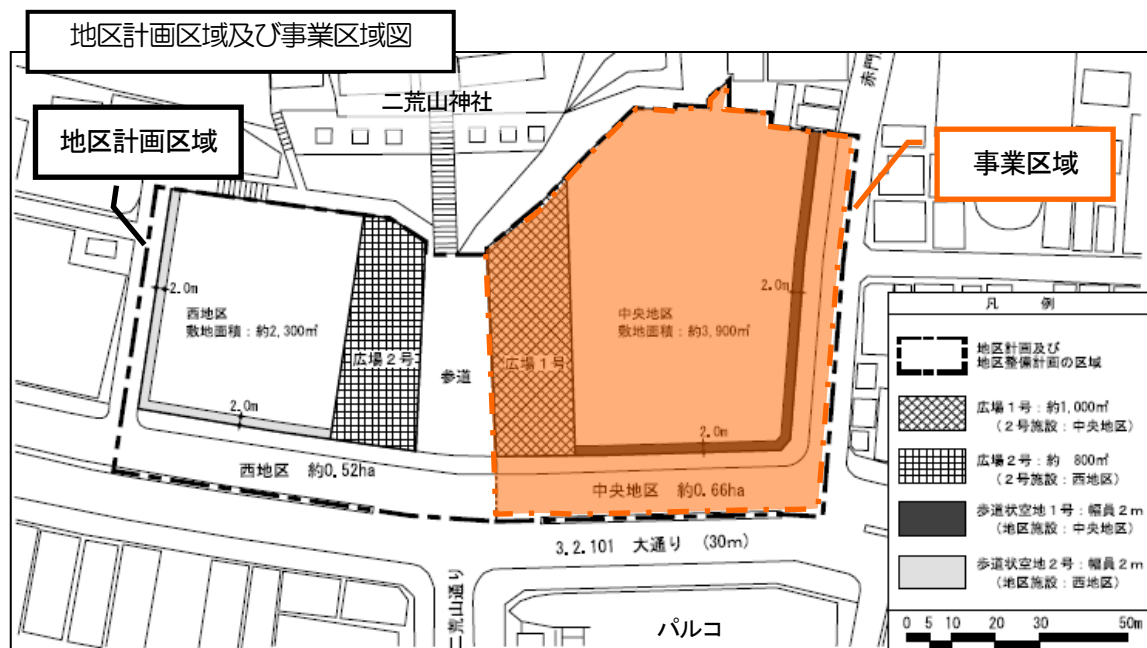 地区計画区域及び事業区域図
二荒山神社
赤門
地区計画区域
事業区域
2.0m
西地区
敷地面積：約2,300㎡
広場２号
参道
広場１号
2.0m
中央地区
敷地面積：約3,900㎡
2.0m
2.0m
西地区　約0.52ha
中央地区　約0.66ha
3.2.101　大通り　(30m)
二荒山通り
パルコ
凡　例
地区計画及び
地区整備計画の区域
広場１号：約1,000㎡
（２号施設：中央地区）
広場２号：約　800㎡
（２号施設：西地区）
歩道状空地１号：幅員２ｍ
（地区施設：中央地区）
歩道状空地２号：幅員２ｍ
（地区施設：西地区）
0 5 10 20 30 50m